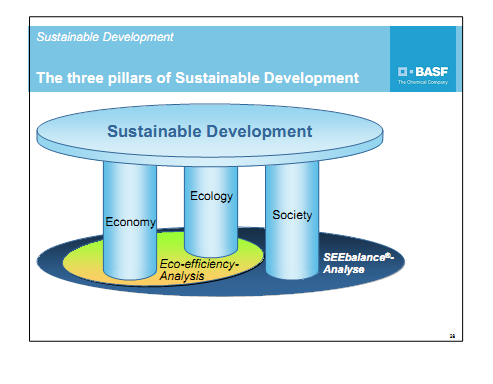 Sustainable Development
The three pillars of Sustainable Development
BASF
The Chemical Company
Sustainable Development
Ecology
Economy
Society
Eco-efficiency-
Analysis
SEEbalance®-
Analyse